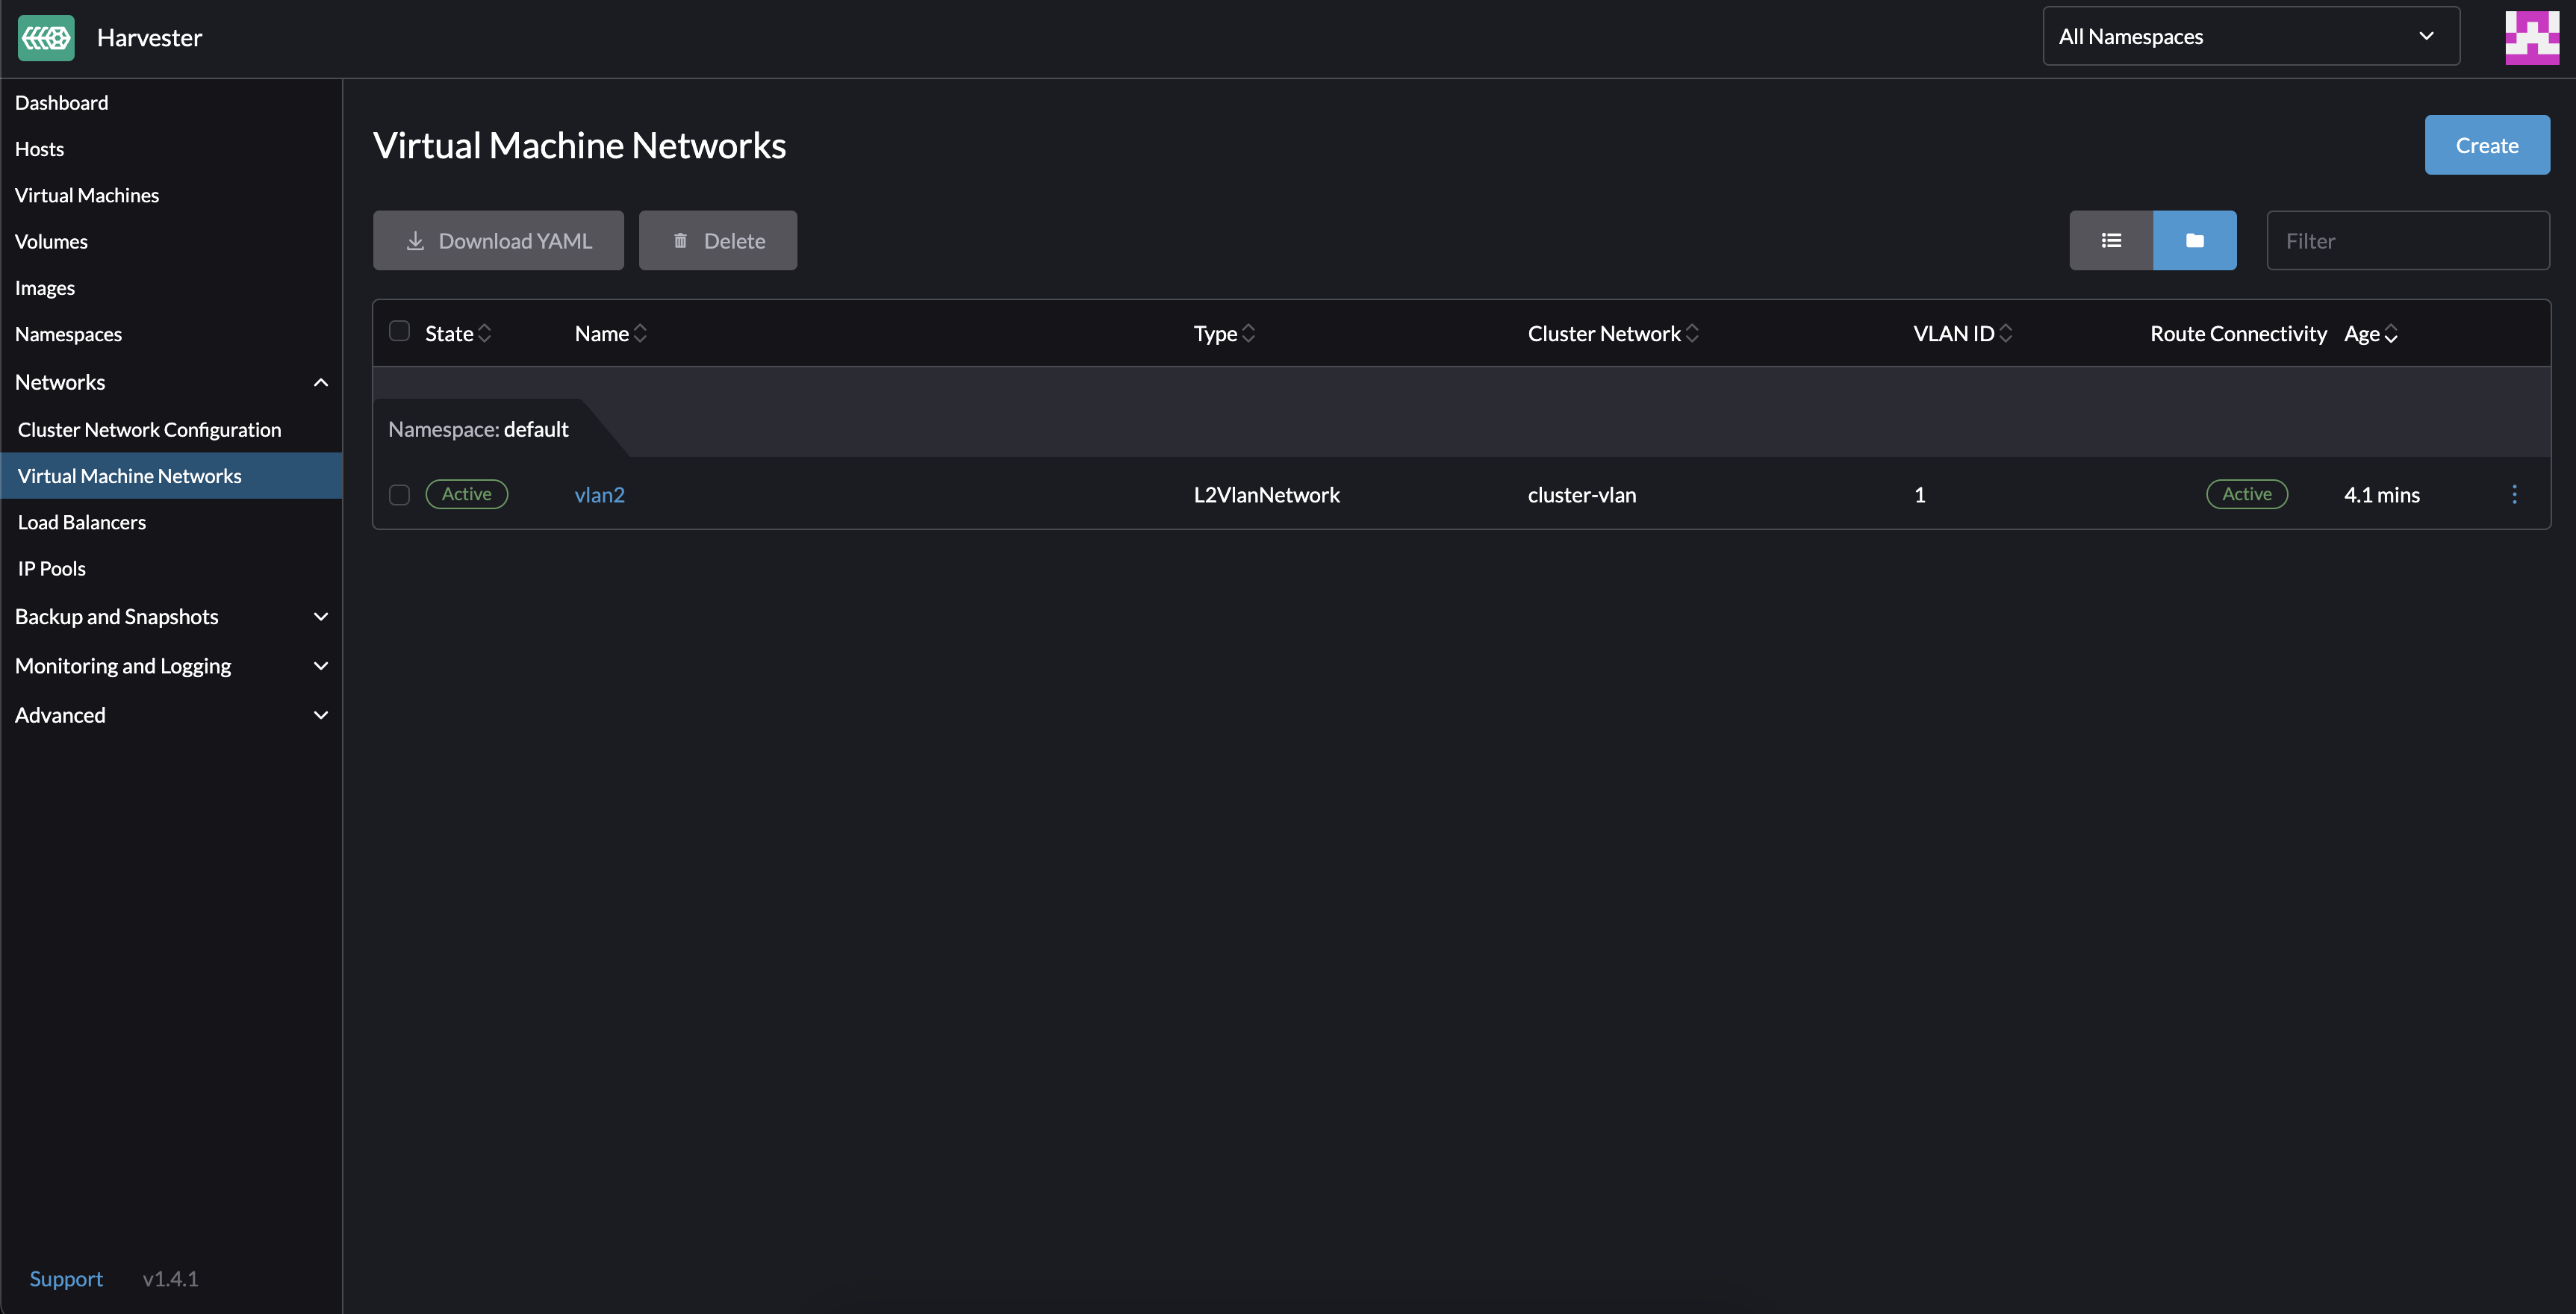 Harvester
All Namespaces
Dashboard
Hosts
Virtual Machines
Volumes
Images
Namespaces
Networks
Cluster Network Configuration
Virtual Machine Networks
Load Balancers
IP Pools
Backup and Snapshots
Monitoring and Logging
Advanced
Support v1.4.1
Virtual Machine Networks
Create
Download YAML Delete
Filter
State Name Type Cluster Network VLAN ID Route Connectivity Age
Namespace: default
Active vlan2 L2VlanNetwork cluster-vlan 1 Active 4.1 mins